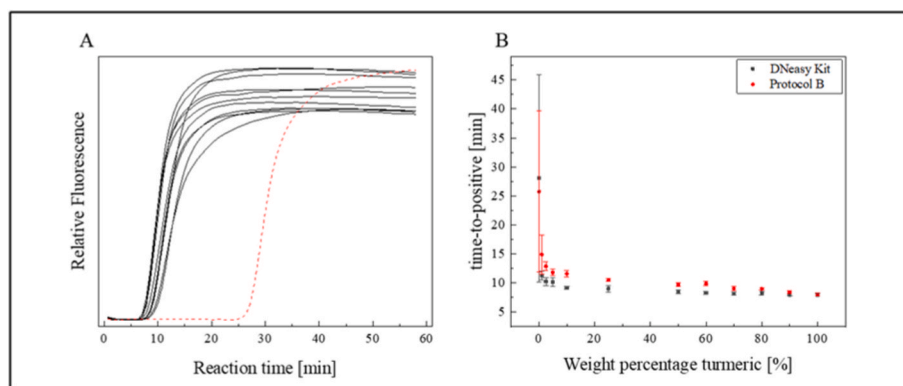 A
Relative Fluorescence
0 10 20 30 40 50 60
Reaction time [min]
B
DNeasy Kit
Protocol B
time-to-positive [min]
45
40
35
30
25
20
15
10
5
0 20 40 60 80 100
Weight percentage turmeric [%]